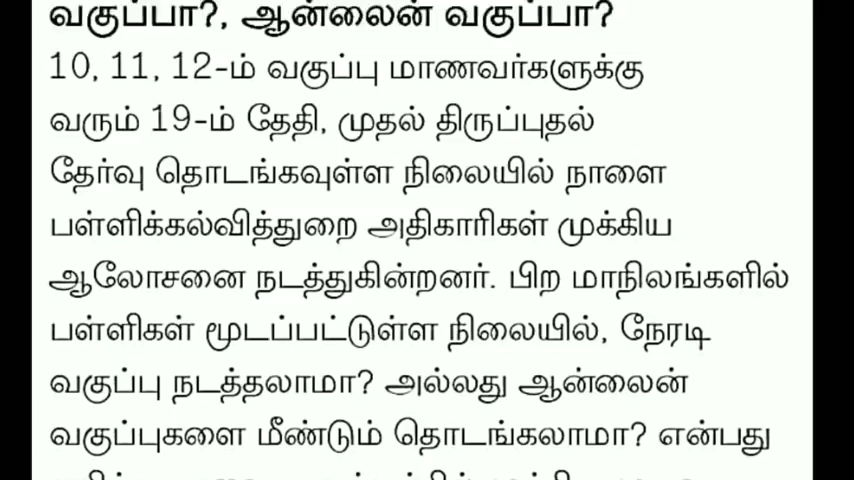 வகுப்பா?, ஆன்லைன் வகுப்பா?
10, 11, 12-ம் வகுப்பு மாணவர்களுக்கு
வரும் 19-ம் தேதி, முதல் திருப்புதல்
தேர்வு தொடங்கவுள்ள நிலையில் நாளை
பள்ளிக்கல்வித்துறை அதிகாரிகள் முக்கிய
ஆலோசனை நடத்துகின்றனர். பிற மாநிலங்களில்
பள்ளிகள் மூடப்பட்டுள்ள நிலையில், நேரடி
வகுப்பு நடத்தலாமா? அல்லது ஆன்லைன்
வகுப்புகளை மீண்டும் தொடங்கலாமா? என்பது